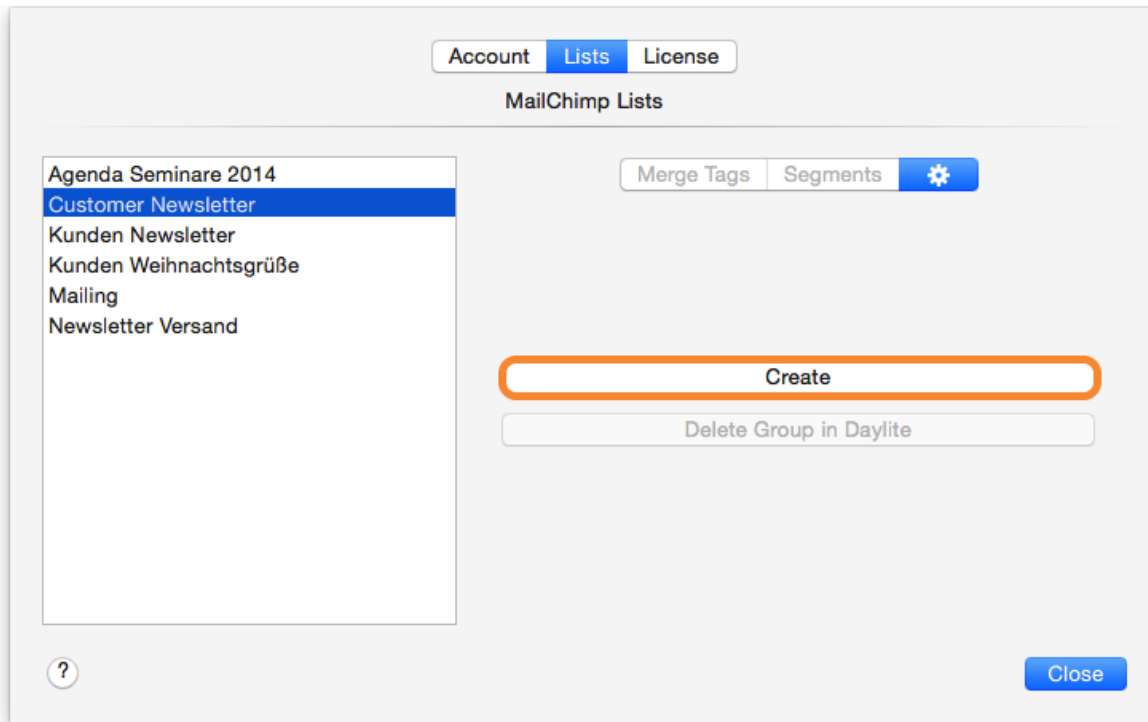 Account Lists License
MailChimp Lists
Agenda Seminare 2014
Customer Newsletter
Kunden Newsletter
Kunden Weihnachtsgrüße
Mailing
Newsletter Versand
Merge Tags Segments
Create
Delete Group in Daylite
?
Close